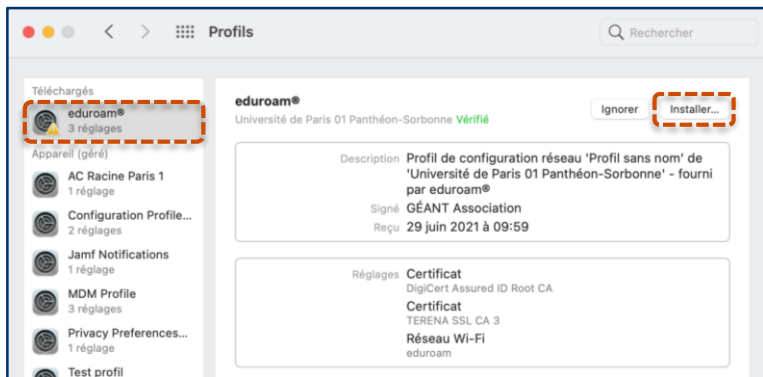 Profils
Rechercher
Téléchargés
eduroam®
3 réglages
Appareil (géré)
AC Racine Paris 1
1 réglage
Configuration Profile...
2 réglages
Jamf Notifications
1 réglage
MDM Profile
3 réglages
Privacy Preferences...
1 réglage
Test profil
eduroam®
Université de Paris 01 Panthéon-Sorbonne Vérifié
Ignorer
Installer...
Description Profil de configuration réseau 'Profil sans nom' de
'Université de Paris 01 Panthéon-Sorbonne' - fourni
par eduroam®
Signé GÉANT Association
Reçu 29 juin 2021 à 09:59
Réglages Certificat
DigiCert Assured ID Root CA
Certificat
TERENA SSL CA 3
Réseau Wi-Fi
eduroam